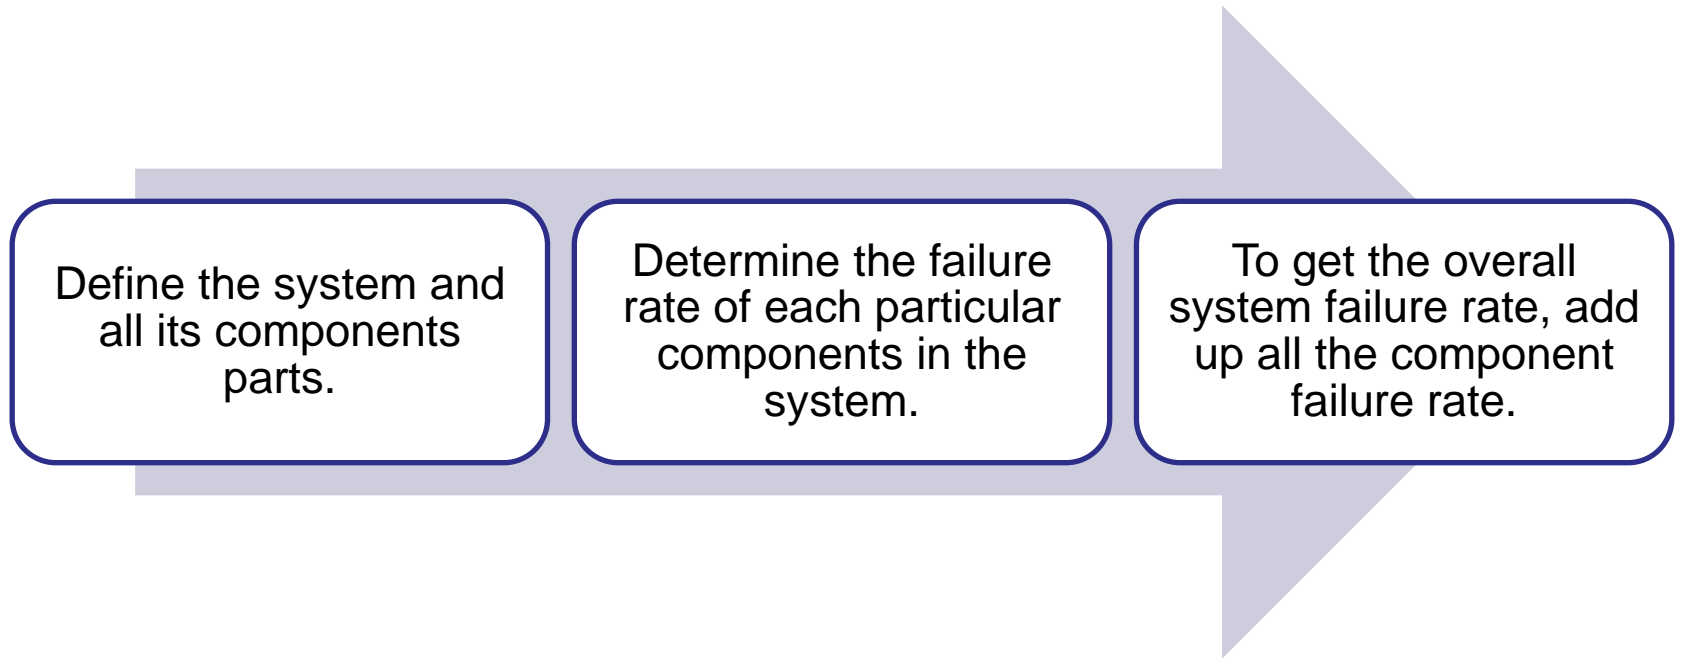 Define the system and
all its components
parts.
Determine the failure
rate of each particular
components in the
system.
To get the overall
system failure rate, add
up all the component
failure rate.